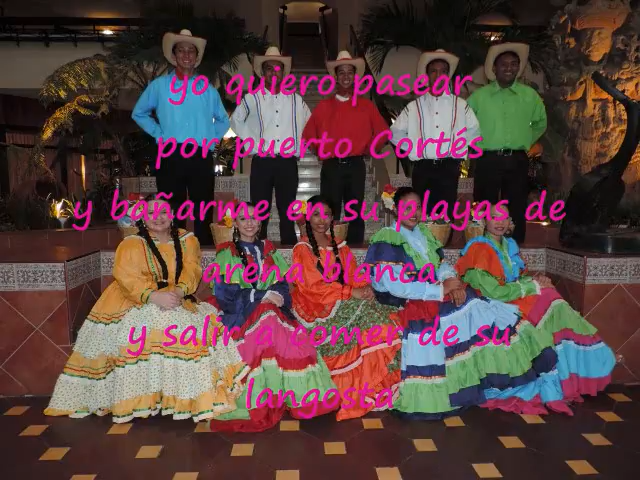 yo quiero pasear
por puerto Cortés
y bañarme en su playas de
arena blanca
y salir a comer de su
langosta